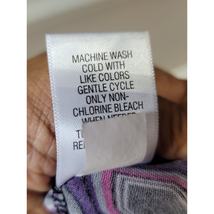 MACHINE WASH
COLD WITH
LIKE COLORS
GENTLE CYCLE
ONLY NON-
CHLORINE BLEACH
WHEN NEEDED